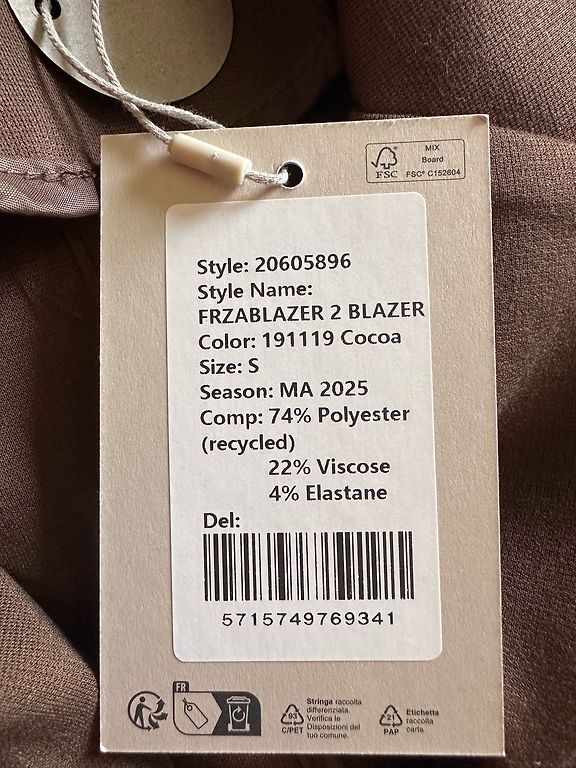 MIX
Board
FSC
FSC® C152604
Style: 20605896
Style Name:
FRZABLAZER 2 BLAZER
Color: 191119 Cocoa
Size: S
Season: MA 2025
Comp: 74% Polyester
(recycled)
22% Viscose
4% Elastane
Del:
5715749769341
FR
93
C/PET
Stringa raccolta
differenziata.
Verifica le
Disposizioni del
tuo comune.
21
PAP
Etichetta
raccolta
carta